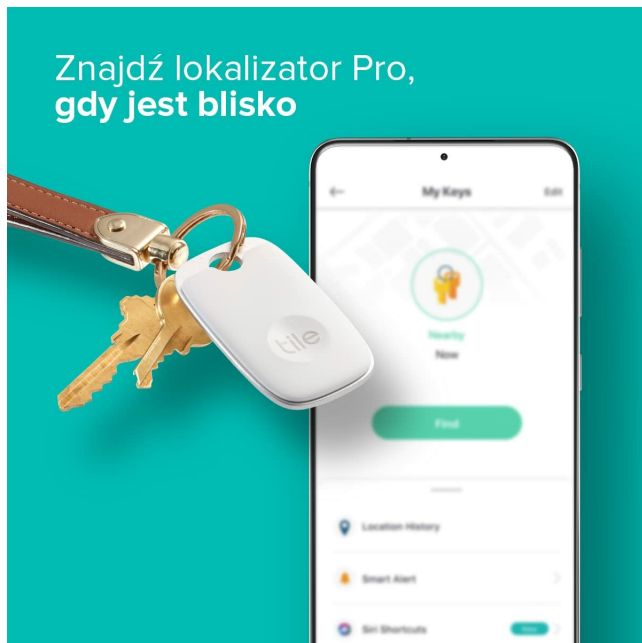 Znajdź lokalizator Pro,
gdy jest blisko
My Keys
Edit
tile
Nearby
Now
Find
Location History
Smart Alert
Siri Shortcuts